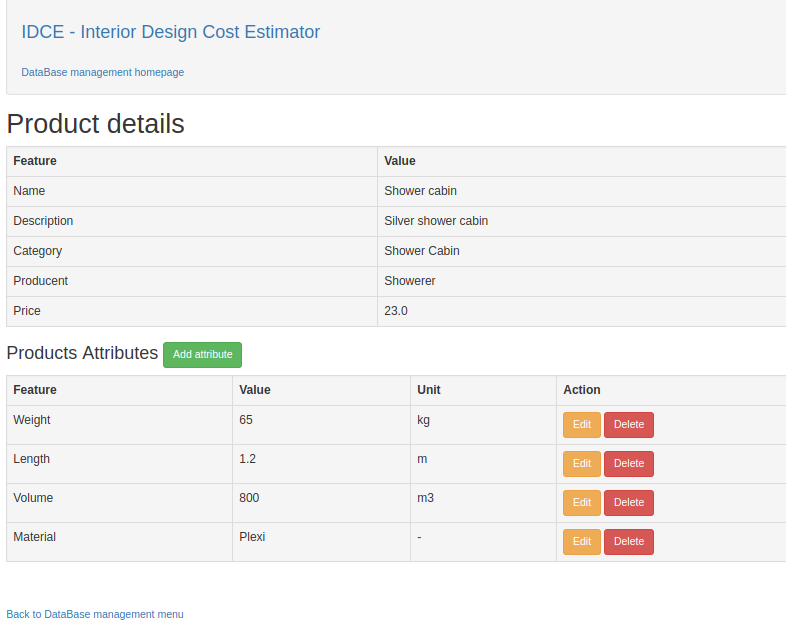 IDCE - Interior Design Cost Estimator
DataBase management homepage
Product details
Feature Value
Name Shower cabin
Description Silver shower cabin
Category Shower Cabin
Producent Showerer
Price 23.0
Products Attributes Add attribute
Feature Value Unit Action
Weight 65 kg Edit Delete
Length 1.2 m Edit Delete
Volume 800 m3 Edit Delete
Material Plexi - Edit Delete
Back to DataBase management menu